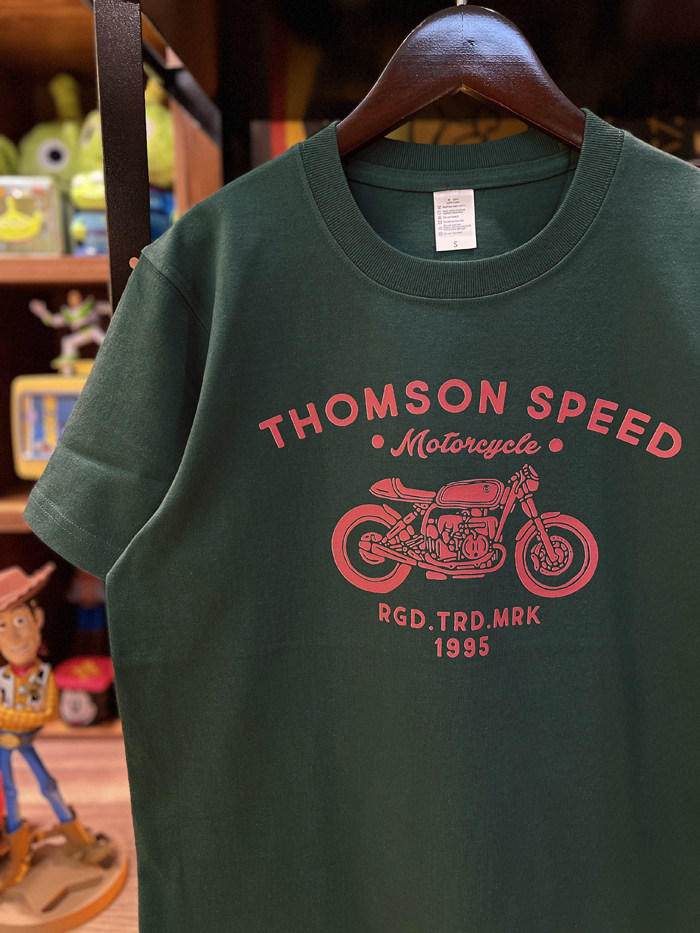 S
THOMSON SPEED
• Motorcycle •
RGD.TRD.MRK
1995